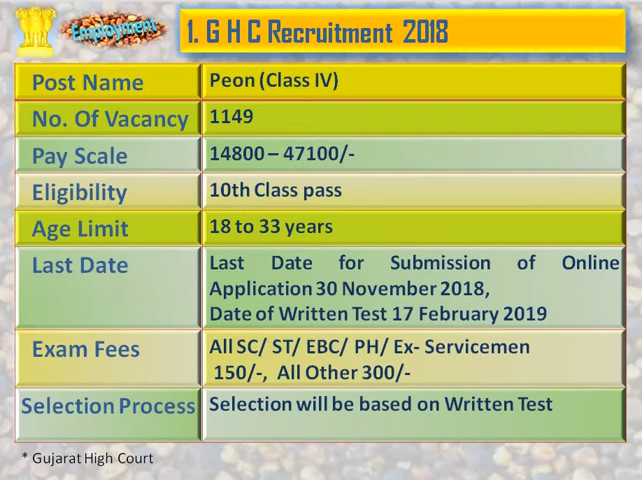 Employment
1. G H C Recruitment 2018
Post Name Peon (Class IV)
No. Of Vacancy 1149
Pay Scale 14800 – 47100/-
Eligibility 10th Class pass
Age Limit 18 to 33 years
Last Date Last Date for Submission of Online
Application 30 November 2018,
Date of Written Test 17 February 2019
Exam Fees All SC/ ST/ EBC/ PH/ Ex- Servicemen
150/-, All Other 300/-
Selection Process Selection will be based on Written Test
* Gujarat High Court